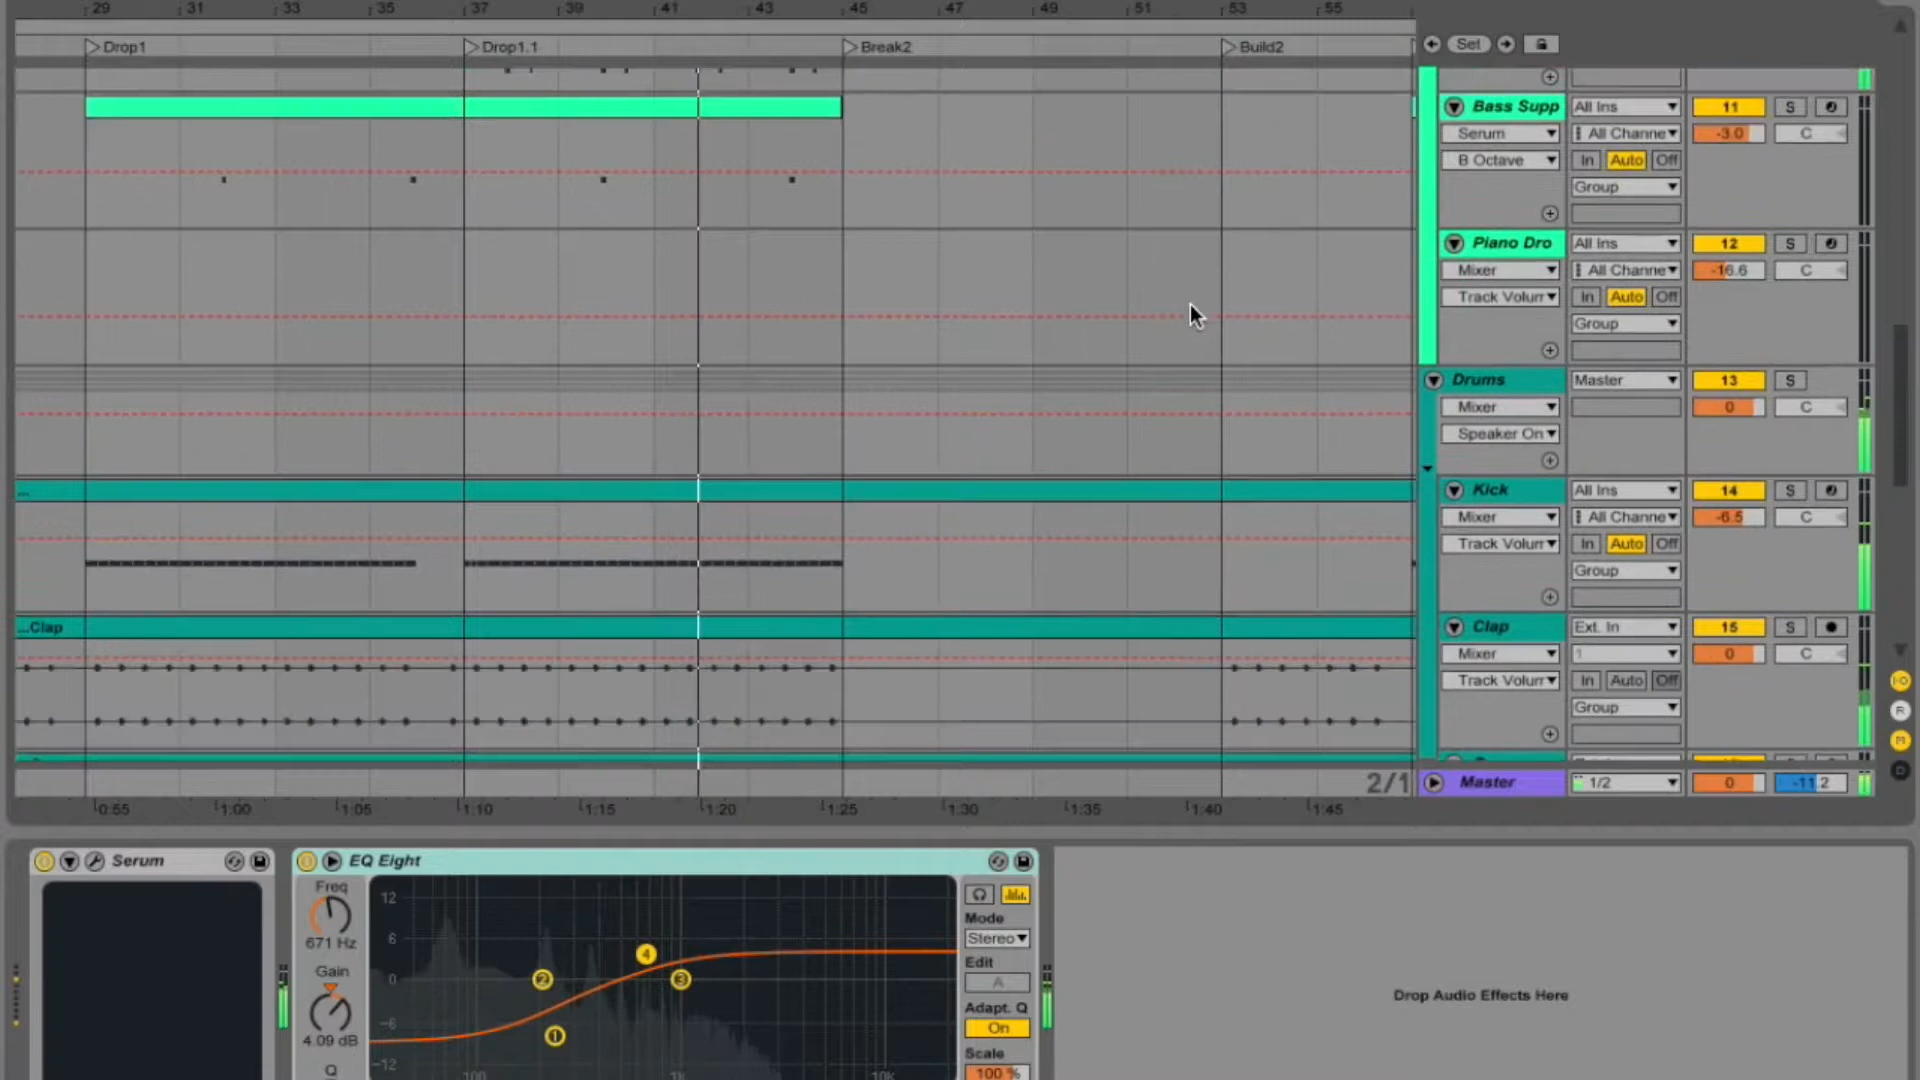 29 31 33 35 37 39 41 43 45 47 49 51 53 55
Drop1 Drop1.1 Break2 Build2
Set
Bass Supp All Ins 11 S
Serum All Channe -3.0 C
B Octave In Auto Off
Group
Piano Dro All Ins 12 S
Mixer All Channe -16.6 C
Track Volum In Auto Off
Group
Drums Master 13 S
Mixer 0 C
Speaker On
... Kick All Ins 14 S
Mixer All Channe -6.5 C
Track Volum In Auto Off
Group
...Clap Clap Ext. In 15 S
Mixer 1 0 C
Track Volum In Auto Off
Group
I·O
R
M
D
2/1 Master 1/2 0 -11.2
0:55 1:00 1:05 1:10 1:15 1:20 1:25 1:30 1:35 1:40 1:45
Serum EQ Eight
Freq
671 Hz
Gain
4.09 dB
Q
12
6
0
-6
-12
100 1k 10k
1 2 3 4
Mode
Stereo
Edit
A
Adapt. Q
On
Scale
100 %
Drop Audio Effects Here